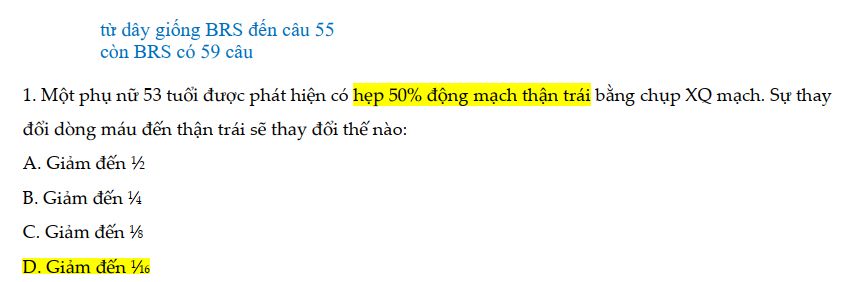 từ dây giống BRS đến câu 55
còn BRS có 59 câu
1. Một phụ nữ 53 tuổi được phát hiện có hẹp 50% động mạch thận trái bằng chụp XQ mạch. Sự thay
đổi dòng máu đến thận trái sẽ thay đổi thế nào:
A. Giảm đến ½
B. Giảm đến ¼
C. Giảm đến ⅛
D. Giảm đến ¹⁄₁₆